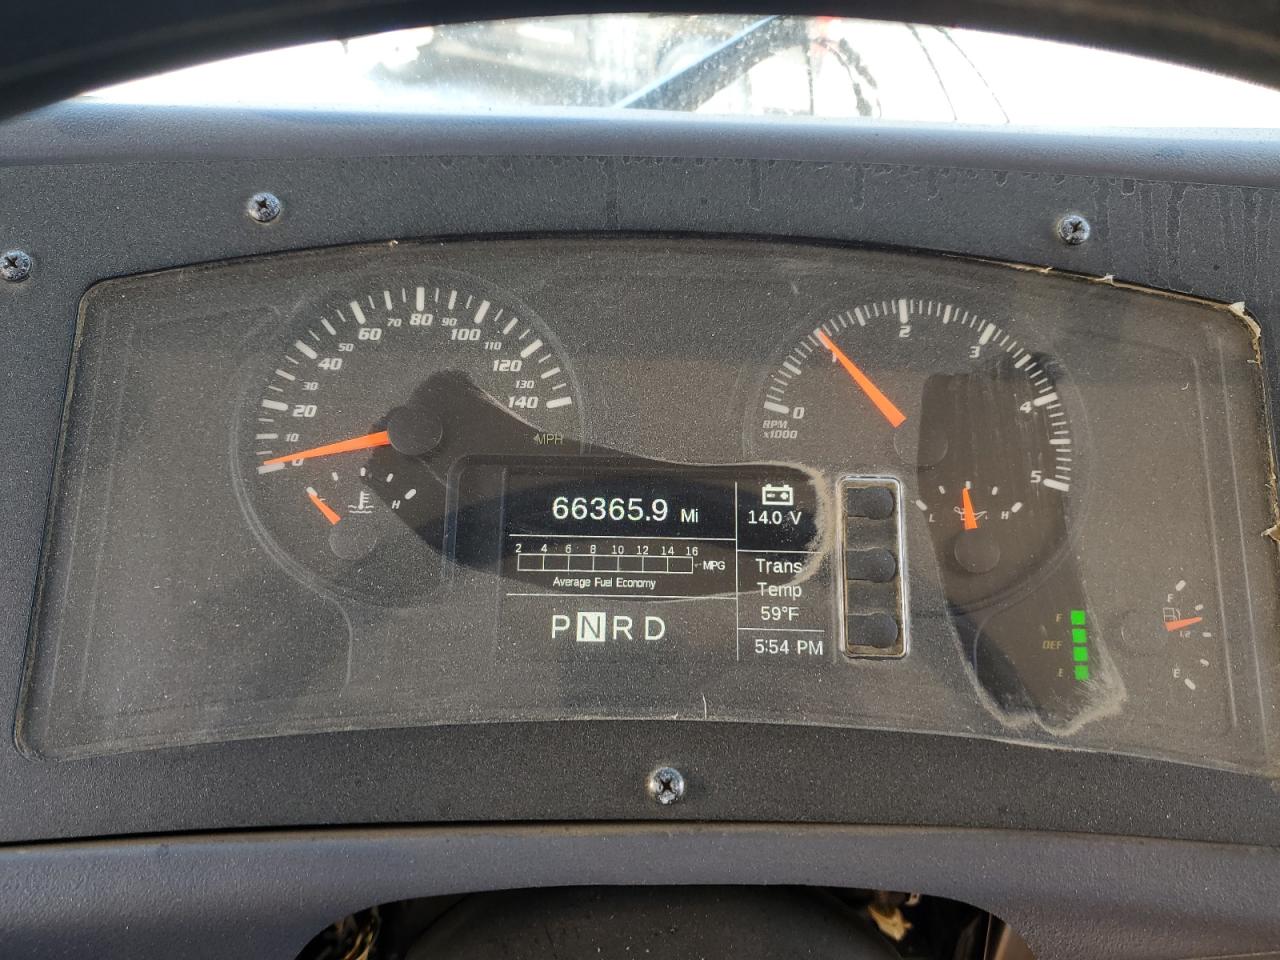 0
10
20
30
40
50
60
70
80
90
100
110
120
130
140
MPH
H
66365.9 Mi
2 4 6 8 10 12 14 16
MPG
Average Fuel Economy
P N R D
14.0 V
Trans
Temp
59°F
5:54 PM
0
1
2
3
4
5
RPM
x1000
L
H
F
DEF
E
F
1/2
E